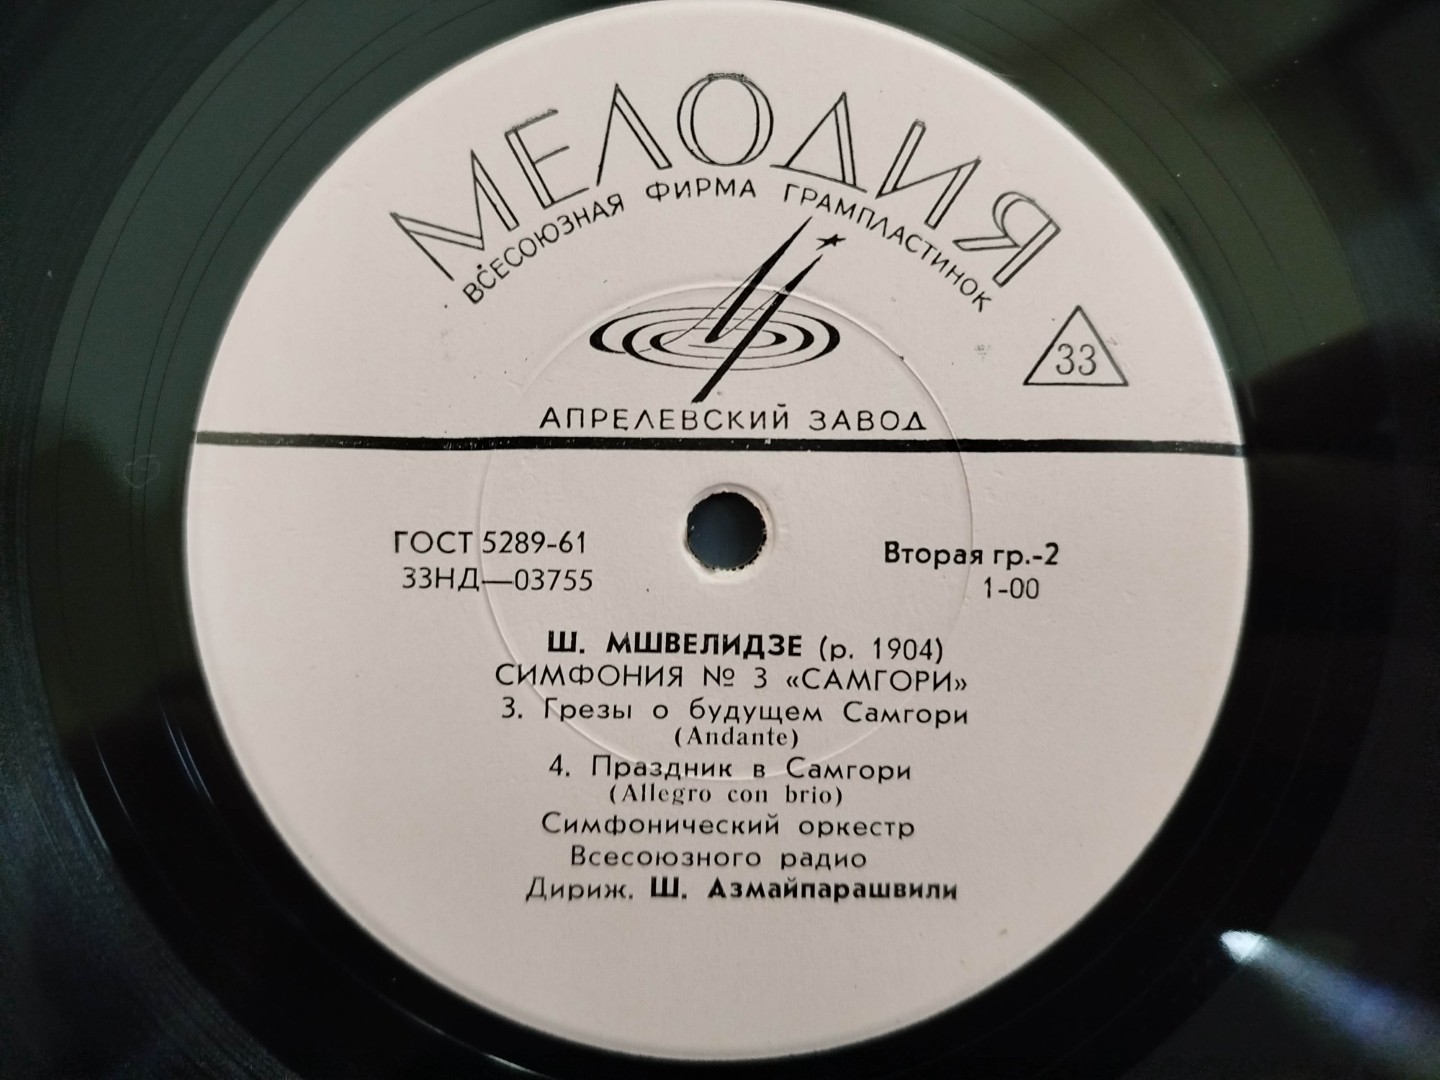 МЕЛОДИЯ
ВСЕСОЮЗНАЯ ФИРМА ГРАМПЛАСТИНОК
33
АПРЕЛЕВСКИЙ ЗАВОД
ГОСТ 5289-61
33НД—03755
Вторая гр.-2
1-00
Ш. МШВЕЛИДЗЕ (р. 1904)
СИМФОНИЯ № 3 «САМГОРИ»
3. Грезы о будущем Самгори
(Andante)
4. Праздник в Самгори
(Allegro con brio)
Симфонический оркестр
Всесоюзного радио
Дириж. Ш. Азмайпарашвили